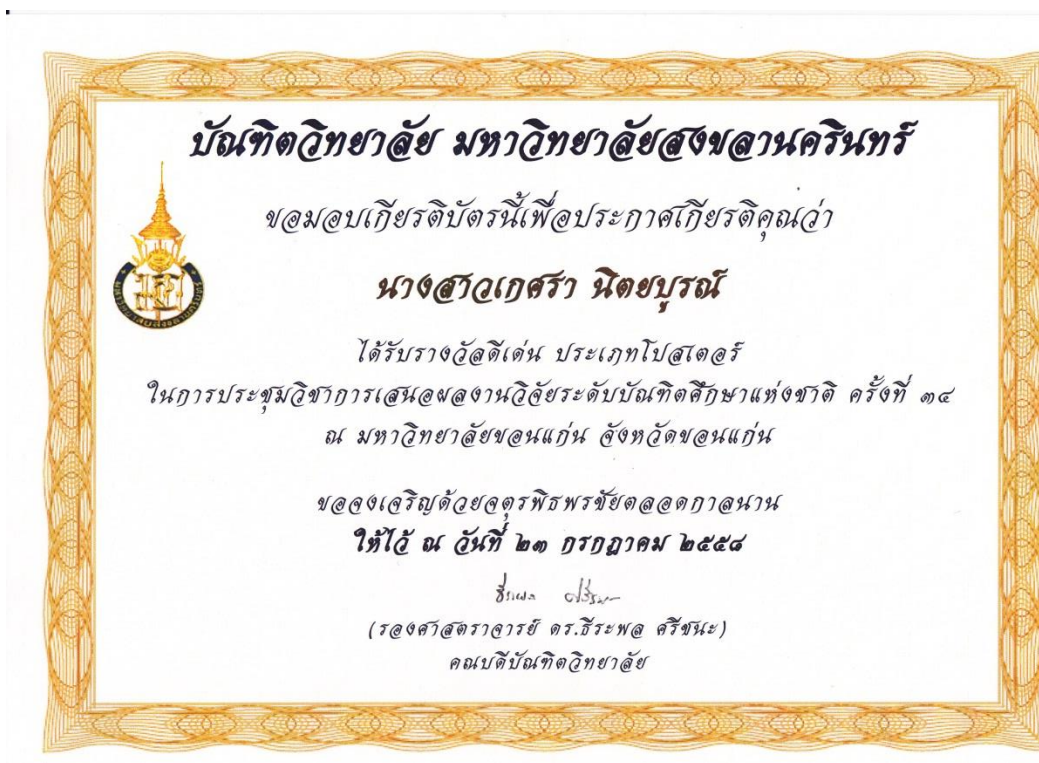 บัณฑิตวิทยาลัย มหาวิทยาลัยสงขลานครินทร์
ขอมอบเกียรติบัตรนี้เพื่อประกาศเกียรติคุณว่า
นางสาวเกศรา นิตยบูรณ์
ได้รับรางวัลดีเด่น ประเภทโปสเตอร์
ในการประชุมวิชาการเสนอผลงานวิจัยระดับบัณฑิตศึกษาแห่งชาติ ครั้งที่ ๓๔
ณ มหาวิทยาลัยขอนแก่น จังหวัดขอนแก่น
ขอจงเจริญด้วยจตุรพิธพรชัยตลอดกาลนาน
ให้ไว้ ณ วันที่ ๒๓ กรกฎาคม ๒๕๕๘
(รองศาสตราจารย์ ดร.ธีระพล ศรีชนะ)
คณบดีบัณฑิตวิทยาลัย